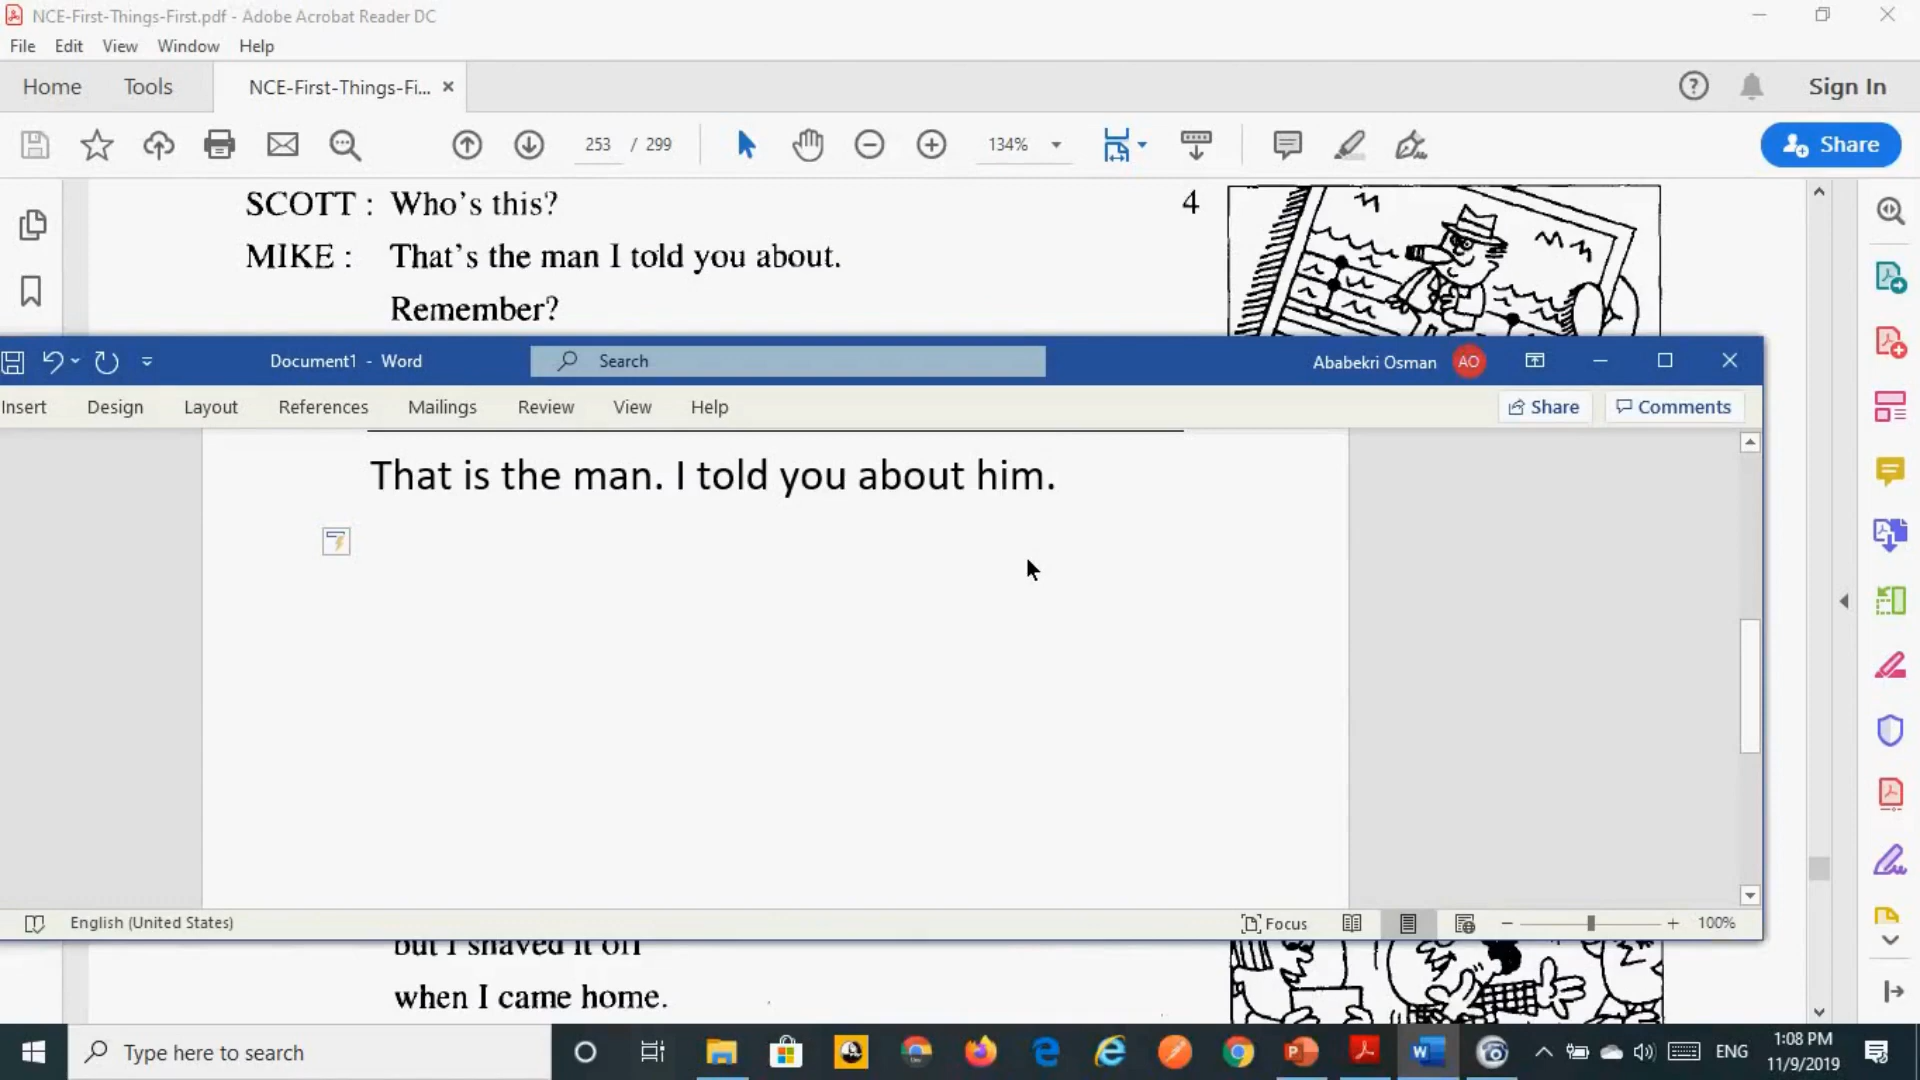 NCE-First-Things-First.pdf - Adobe Acrobat Reader DC
File Edit View Window Help
Home Tools NCE-First-Things-Fi... Sign In
253 / 299 134% Share
SCOTT : Who's this?
4
MIKE : That's the man I told you about.
Remember?
Document1 - Word Search Ababekri Osman AO
Insert Design Layout References Mailings Review View Help Share Comments
That is the man. I told you about him.
English (United States) Focus 100%
but I shaved it off
when I came home.
Type here to search ENG 1:08 PM
11/9/2019